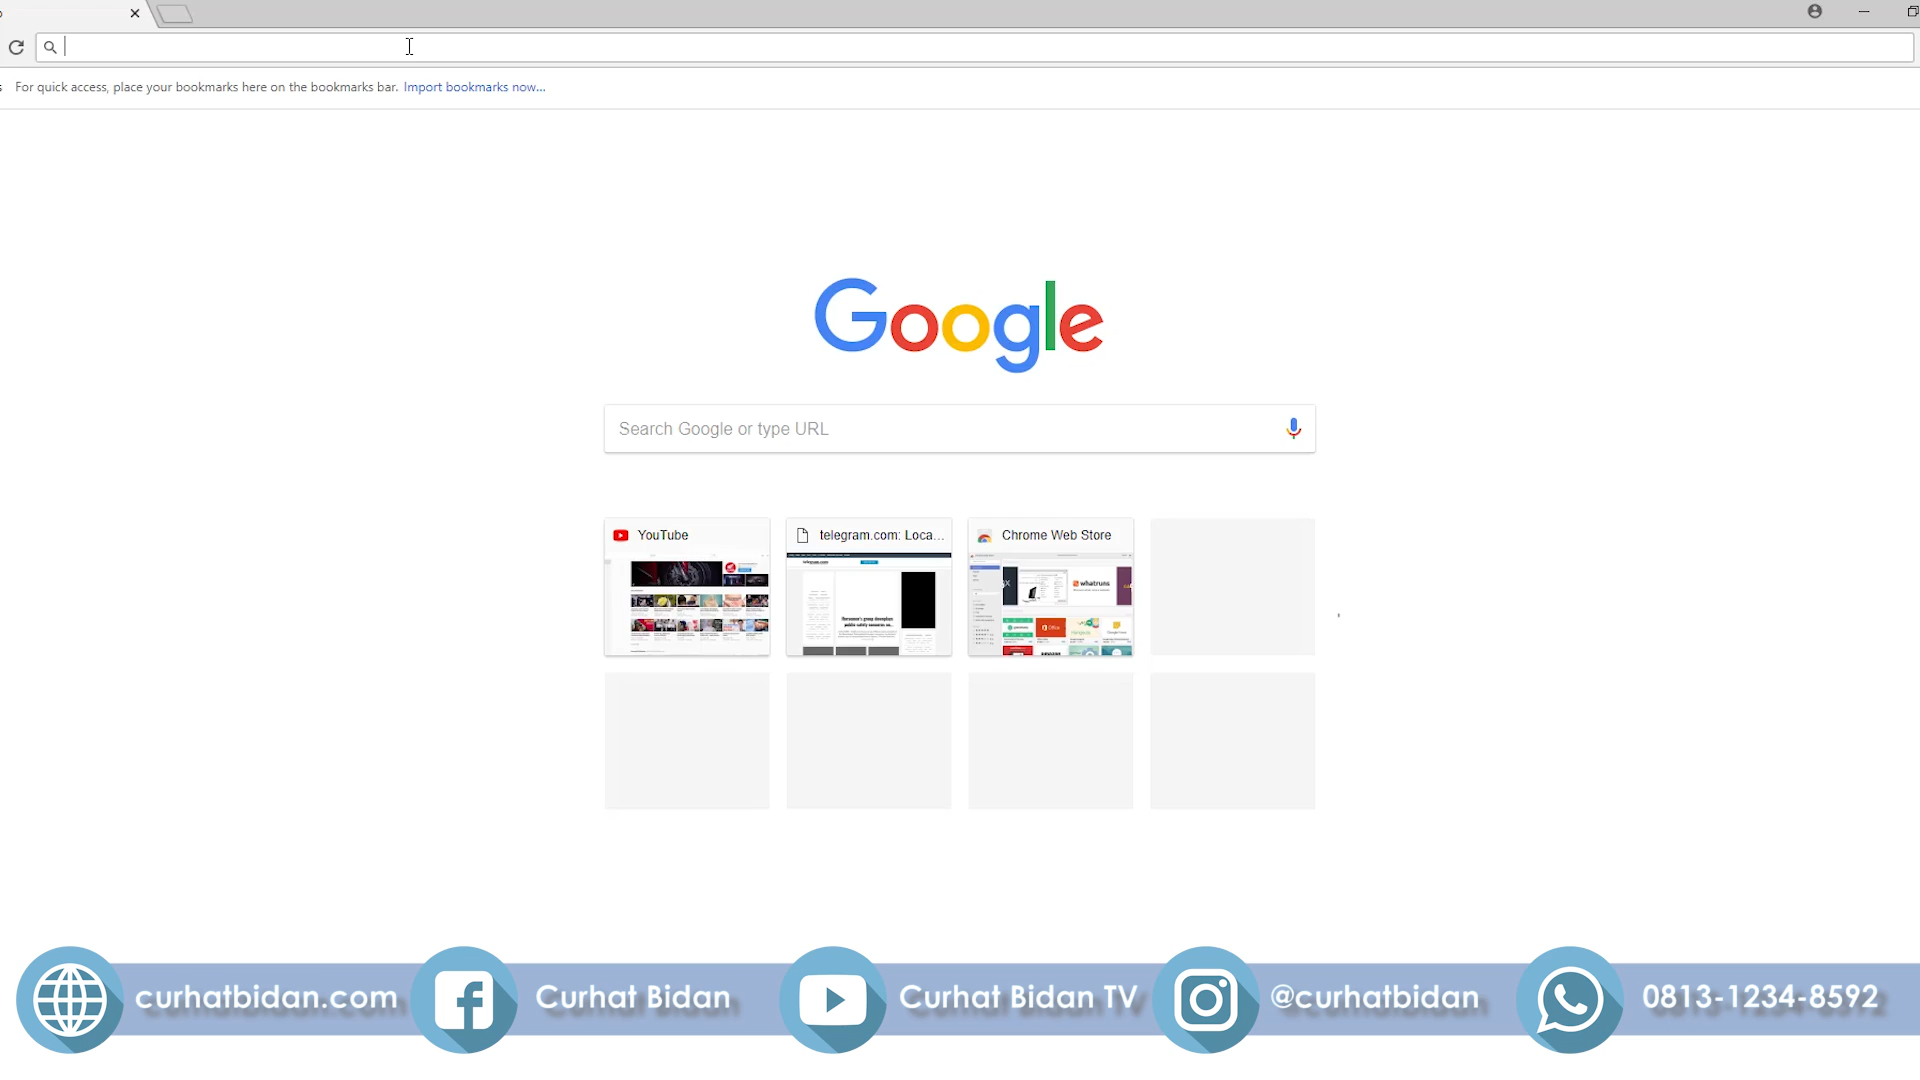 For quick access, place your bookmarks here on the bookmarks bar. Import bookmarks now...
Google
Search Google or type URL
YouTube
telegram.com: Loca...
Chrome Web Store
whatruns
Office
curhatbidan.com
Curhat Bidan
Curhat Bidan TV
@curhatbidan
0813-1234-8592